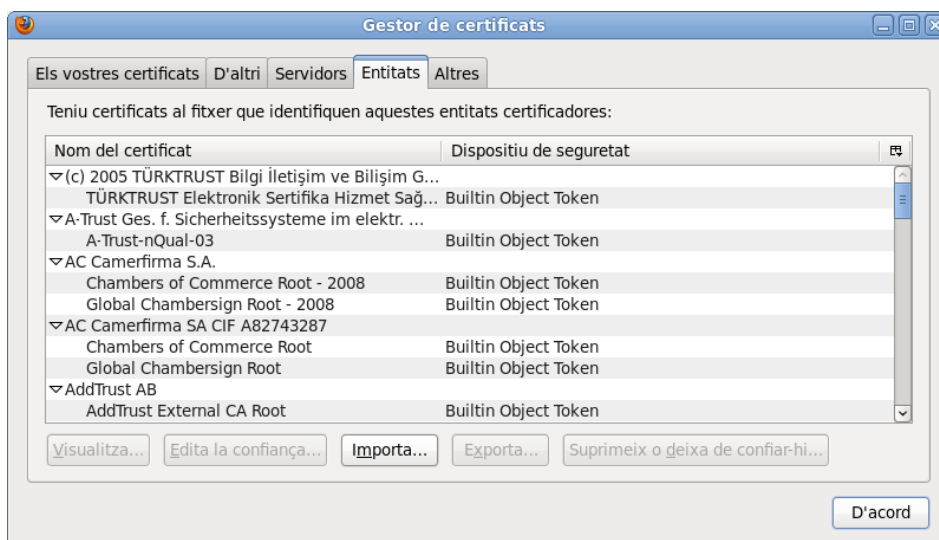 Gestor de certificats
Els vostres certificats D'altri Servidors Entitats Altres
Teniu certificats al fitxer que identifiquen aquestes entitats certificadores:
Nom del certificat Dispositiu de seguretat
(c) 2005 TÜRKTRUST Bilgi İletişim ve Bilişim G...
TÜRKTRUST Elektronik Sertifika Hizmet Sağ... Builtin Object Token
A-Trust Ges. f. Sicherheitssysteme im elektr. ...
A-Trust-nQual-03 Builtin Object Token
AC Camerfirma S.A.
Chambers of Commerce Root - 2008 Builtin Object Token
Global Chambersign Root - 2008 Builtin Object Token
AC Camerfirma SA CIF A82743287
Chambers of Commerce Root Builtin Object Token
Global Chambersign Root Builtin Object Token
AddTrust AB
AddTrust External CA Root Builtin Object Token
Visualitza... Edita la confiança... Importa... Exporta... Suprimeix o deixa de confiar-hi...
D'acord